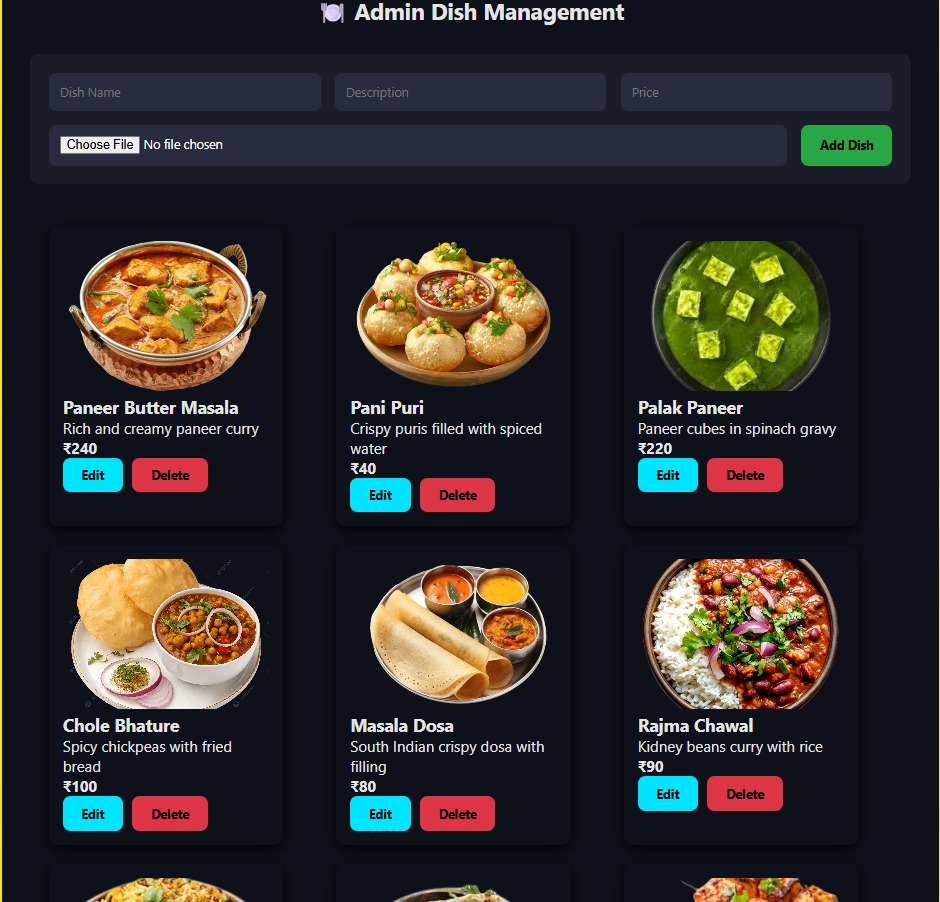 🍽️ Admin Dish Management
Dish Name
Description
Price
Choose File No file chosen
Add Dish
Paneer Butter Masala
Rich and creamy paneer curry
₹240
Edit
Delete
Pani Puri
Crispy puris filled with spiced
water
₹40
Edit
Delete
Palak Paneer
Paneer cubes in spinach gravy
₹220
Edit
Delete
Chole Bhature
Spicy chickpeas with fried
bread
₹100
Edit
Delete
Masala Dosa
South Indian crispy dosa with
filling
₹80
Edit
Delete
Rajma Chawal
Kidney beans curry with rice
₹90
Edit
Delete